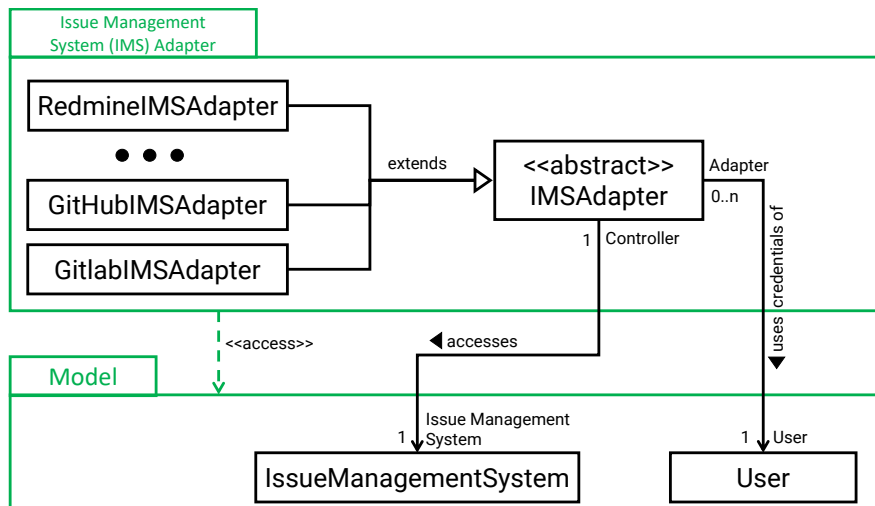 Issue Management
System (IMS) Adapter
RedmineIMSAdapter
GitHubIMSAdapter
GitlabIMSAdapter
extends
<<abstract>>
IMSAdapter
Adapter
0..n
1 Controller
uses credentials of
<<access>>
accesses
Model
Issue Management
1 System
1 User
IssueManagementSystem
User